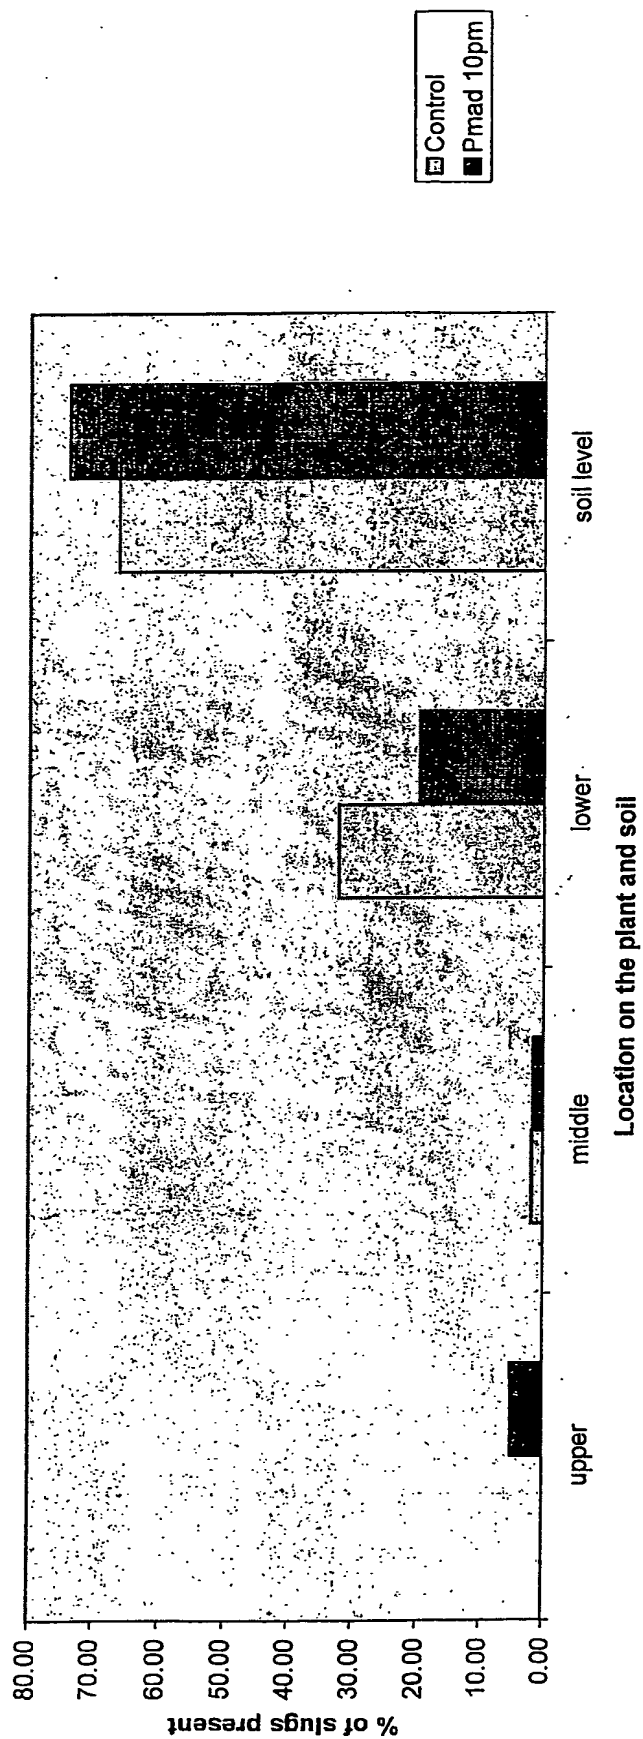 % of slugs present
80.00
70.00
60.00
50.00
40.00
30.00
20.00
10.00
0.00
upper
middle
lower
soil level
Location on the plant and soil
Control
Pmad 10pm